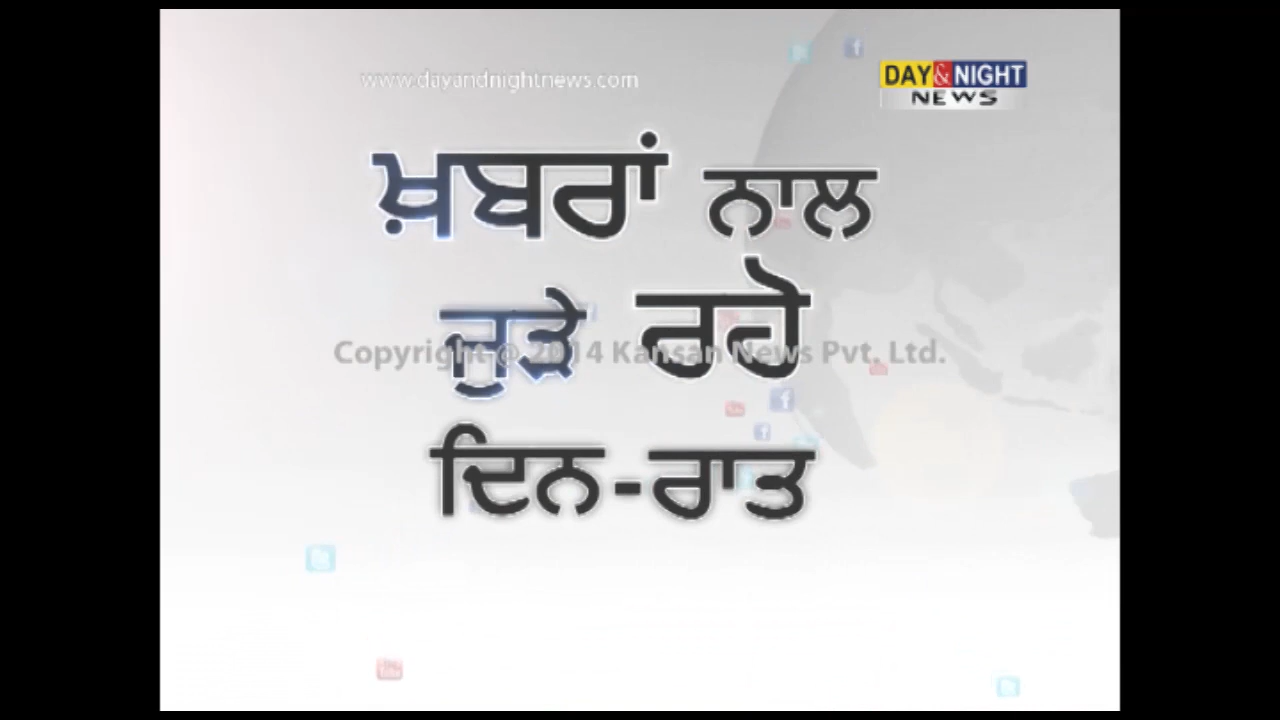 www.dayandnightnews.com
DAY & NIGHT
NEWS
ਖ਼ਬਰਾਂ ਨਾਲ
ਜੁੜੇ ਰਹੋ
Copyright @ 2014 Kansan News Pvt. Ltd.
ਦਿਨ-ਰਾਤ